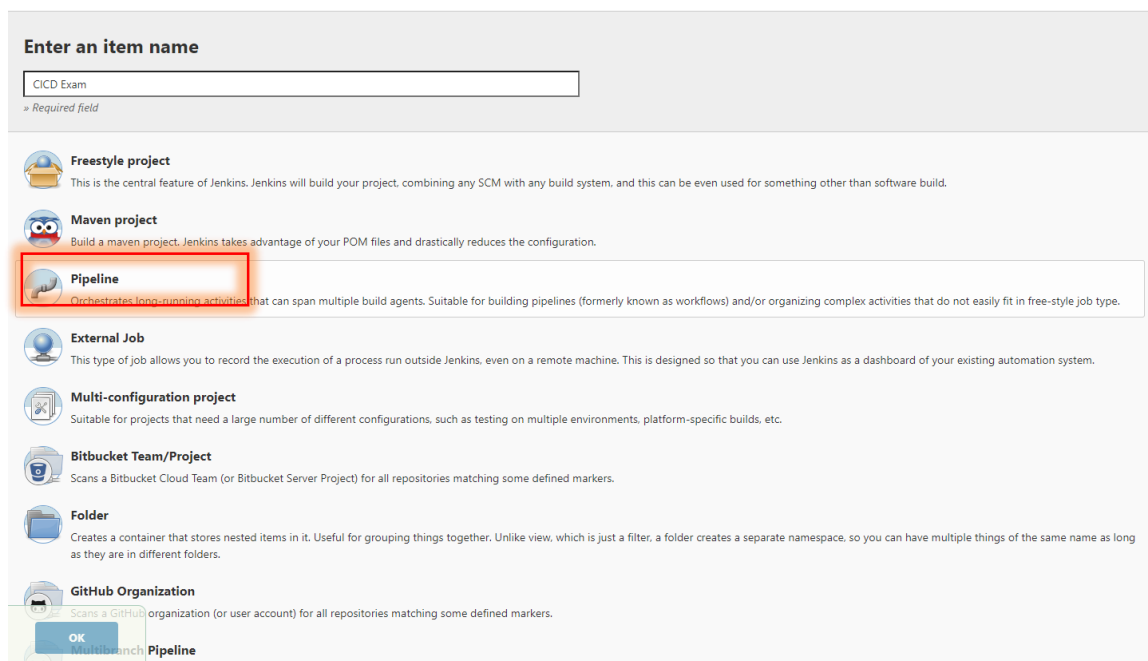 Enter an item name
CICD Exam
» Required field
Freestyle project
This is the central feature of Jenkins. Jenkins will build your project, combining any SCM with any build system, and this can be even used for something other than software build.
Maven project
Build a maven project. Jenkins takes advantage of your POM files and drastically reduces the configuration.
Pipeline
Orchestrates long-running activities that can span multiple build agents. Suitable for building pipelines (formerly known as workflows) and/or organizing complex activities that do not easily fit in free-style job type.
External Job
This type of job allows you to record the execution of a process run outside Jenkins, even on a remote machine. This is designed so that you can use Jenkins as a dashboard of your existing automation system.
Multi-configuration project
Suitable for projects that need a large number of different configurations, such as testing on multiple environments, platform-specific builds, etc.
Bitbucket Team/Project
Scans a Bitbucket Cloud Team (or Bitbucket Server Project) for all repositories matching some defined markers.
Folder
Creates a container that stores nested items in it. Useful for grouping things together. Unlike view, which is just a filter, a folder creates a separate namespace, so you can have multiple things of the same name as long
as they are in different folders.
GitHub Organization
Scans a GitHub organization (or user account) for all repositories matching some defined markers.
OK
Multibranch Pipeline